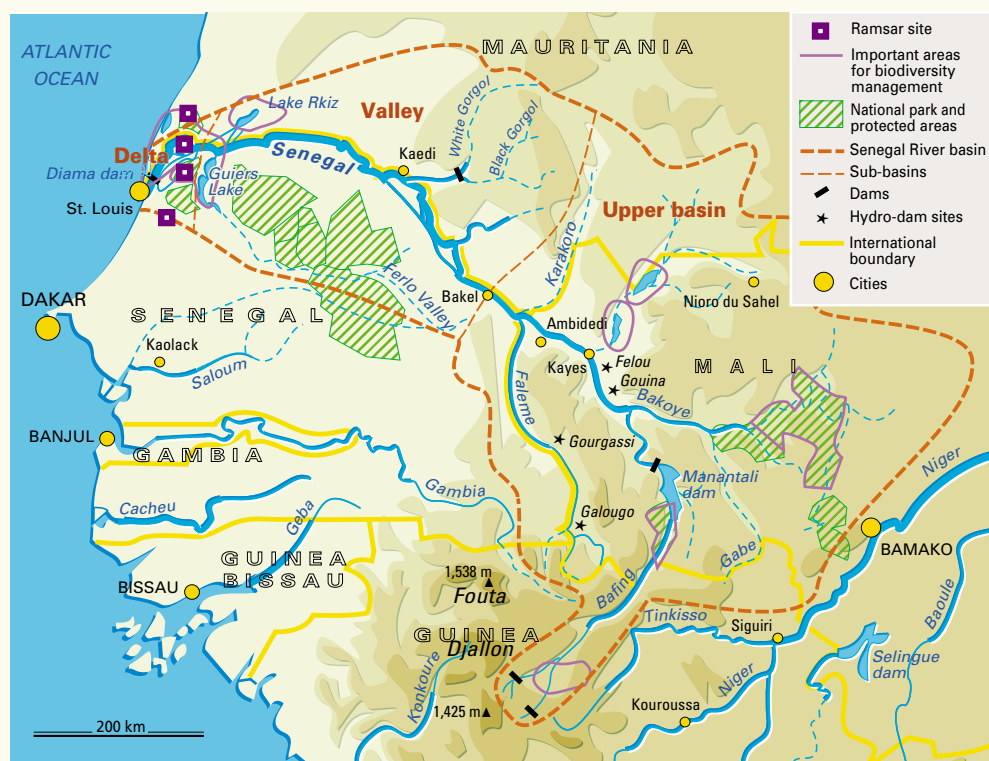 ATLANTIC
OCEAN
MAURITANIA
Ramsar site
Important areas
for biodiversity
management
National park and
protected areas
Senegal River basin
Sub-basins
Dams
Hydro-dam sites
International
boundary
Cities
Lake Rkiz
Valley
White Gorgol
Black Gorgol
Delta
Senegal
Kaedi
Diama dam
Guiers
Lake
St. Louis
Upper basin
Karakoro
Ferlo Valley
Bakel
Nioro du Sahel
DAKAR
SENEGAL
Ambidedi
Kaolack
Saloum
Kayes
Felou
Gouina
MALI
Faleme
Bakoye
BANJUL
GAMBIA
Gourgassi
Niger
Manantali
dam
Gambia
Cacheu
Geba
Galougo
BAMAKO
GUINEA
BISSAU
Gabe
1,538 m
Fouta
BISSAU
Bafing
Baoule
Tinkisso
Siguiri
GUINEA
Djallon
Selingue
dam
Konkoure
Niger
Kouroussa
1,425 m
200 km